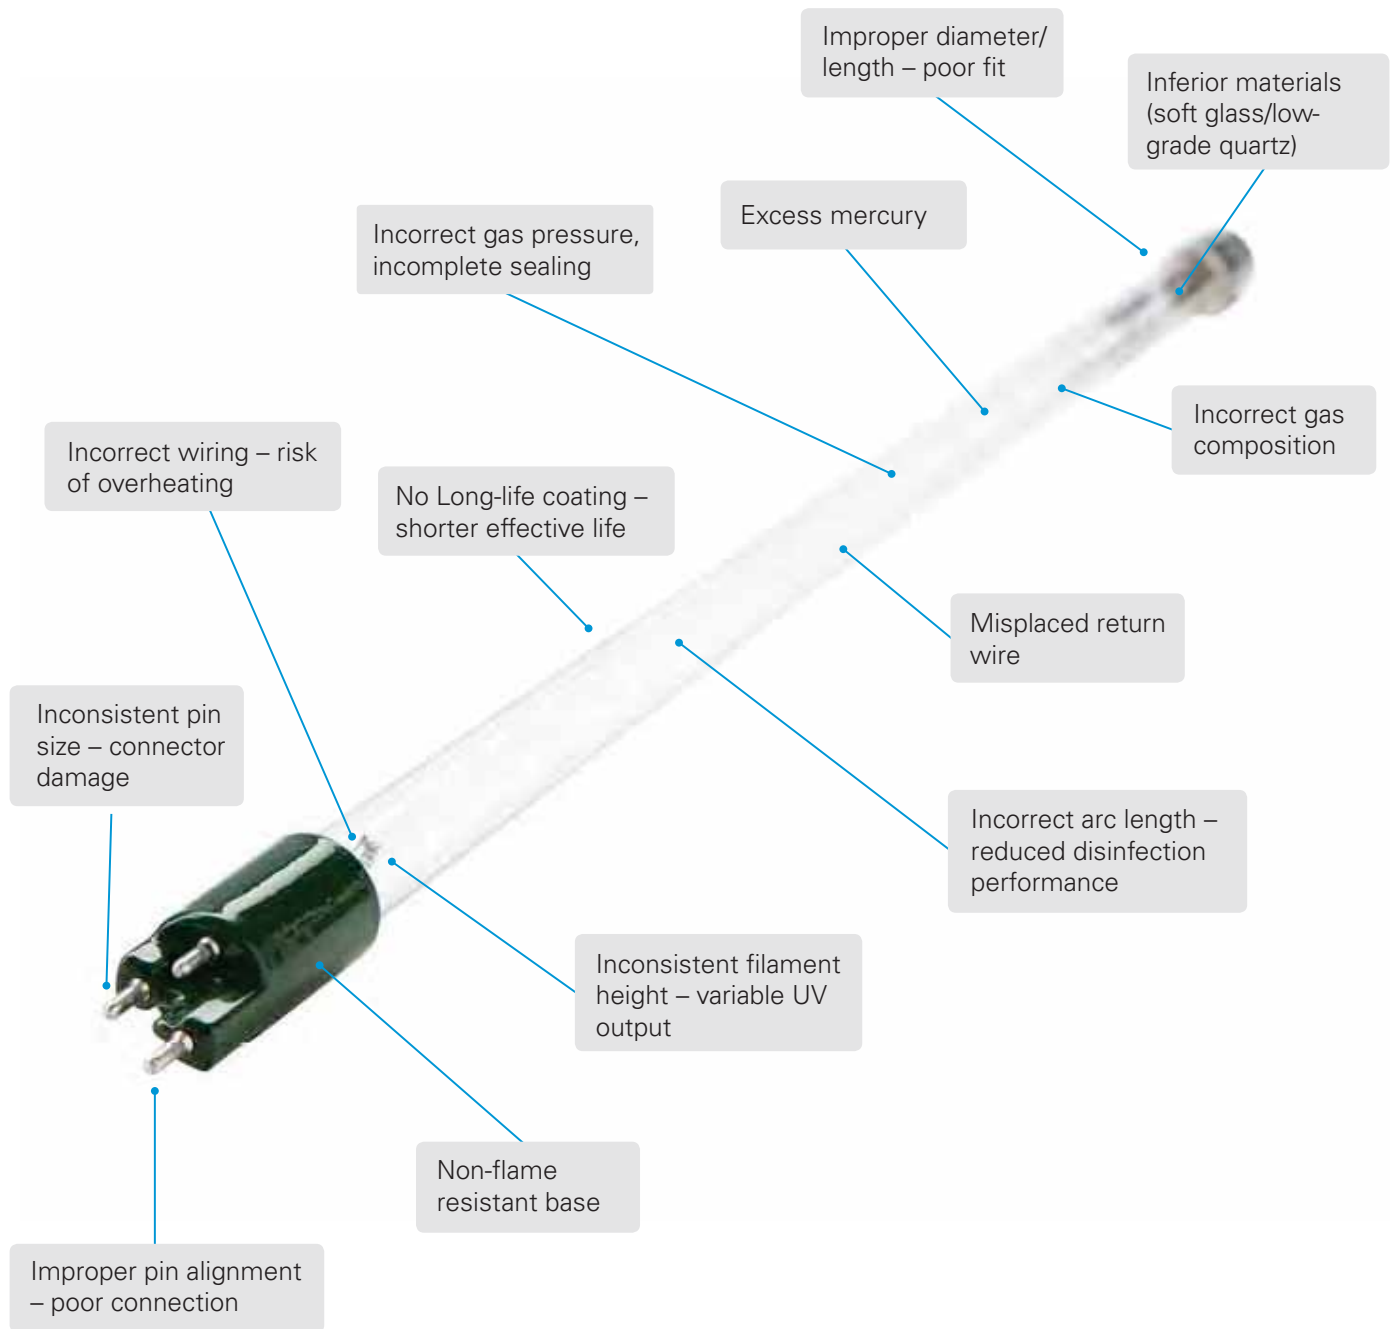 Improper diameter/
length – poor fit
Inferior materials
(soft glass/low-
grade quartz)
Excess mercury
Incorrect gas pressure,
incomplete sealing
Incorrect gas
composition
Incorrect wiring – risk
of overheating
No Long-life coating –
shorter effective life
Misplaced return
wire
Inconsistent pin
size – connector
damage
Incorrect arc length –
reduced disinfection
performance
Inconsistent filament
height – variable UV
output
Non-flame
resistant base
Improper pin alignment
– poor connection